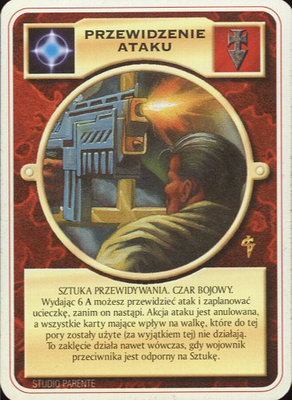 PRZEWIDZENIE
ATAKU
SZTUKA PRZEWIDYWANIA. CZAR BOJOWY.
Wydając 6 A możesz przewidzieć atak i zaplanować
ucieczkę, zanim on nastąpi. Akcja ataku jest anulowana,
a wszystkie karty mające wpływ na walkę, które do tej
pory zostały użyte (za wyjątkiem tej) nie działają.
To zaklęcie działa nawet wówczas, gdy wojownik
przeciwnika jest odporny na Sztukę.
STUDIO PARENTE